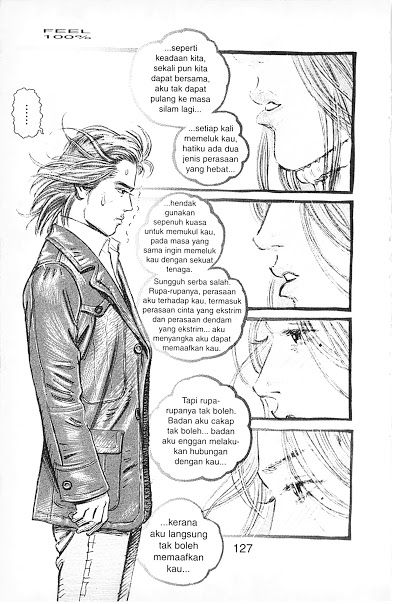 FEEL
100%
...seperti
keadaan kita,
sekali pun kita
dapat bersama,
aku tak dapat
pulang ke masa
silam lagi...
...setiap kali
memeluk kau,
hatiku ada dua
jenis perasaan
yang hebat...
......
...hendak
gunakan
sepenuh kuasa
untuk memukul kau,
pada masa yang
sama ingin memeluk
kau dengan sekuat
tenaga.
Sungguh serba salah.
Rupa-rupanya, perasaan
aku terhadap kau, termasuk
perasaan cinta yang ekstrim
dan perasaan dendam
yang ekstrim... aku
menyangka aku dapat
memaafkan kau.
Tapi rupa-
rupanya tak boleh.
Badan aku cakap
tak boleh... badan
aku enggan melaku-
kan hubungan
dengan kau...
...kerana
aku langsung
tak boleh
memaafkan
kau...
127